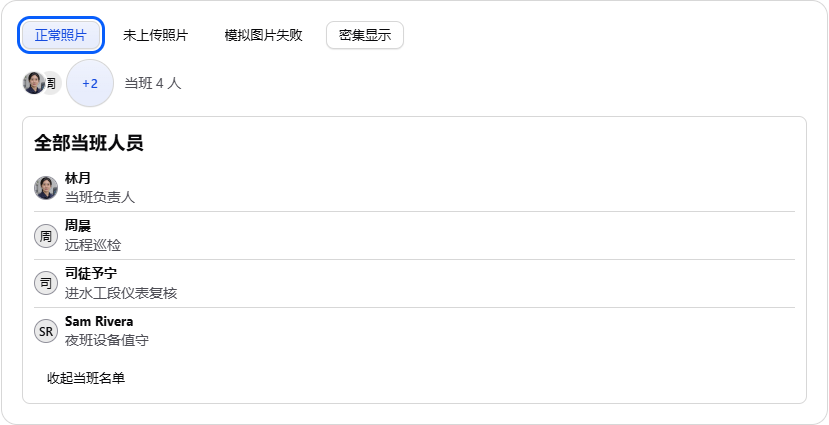 正常照片 未上传照片 模拟图片失败 密集显示
周 +2 当班 4 人
全部当班人员
林月
当班负责人
周 周晨
远程巡检
司 司徒予宁
进水工段仪表复核
SR Sam Rivera
夜班设备值守
收起当班名单